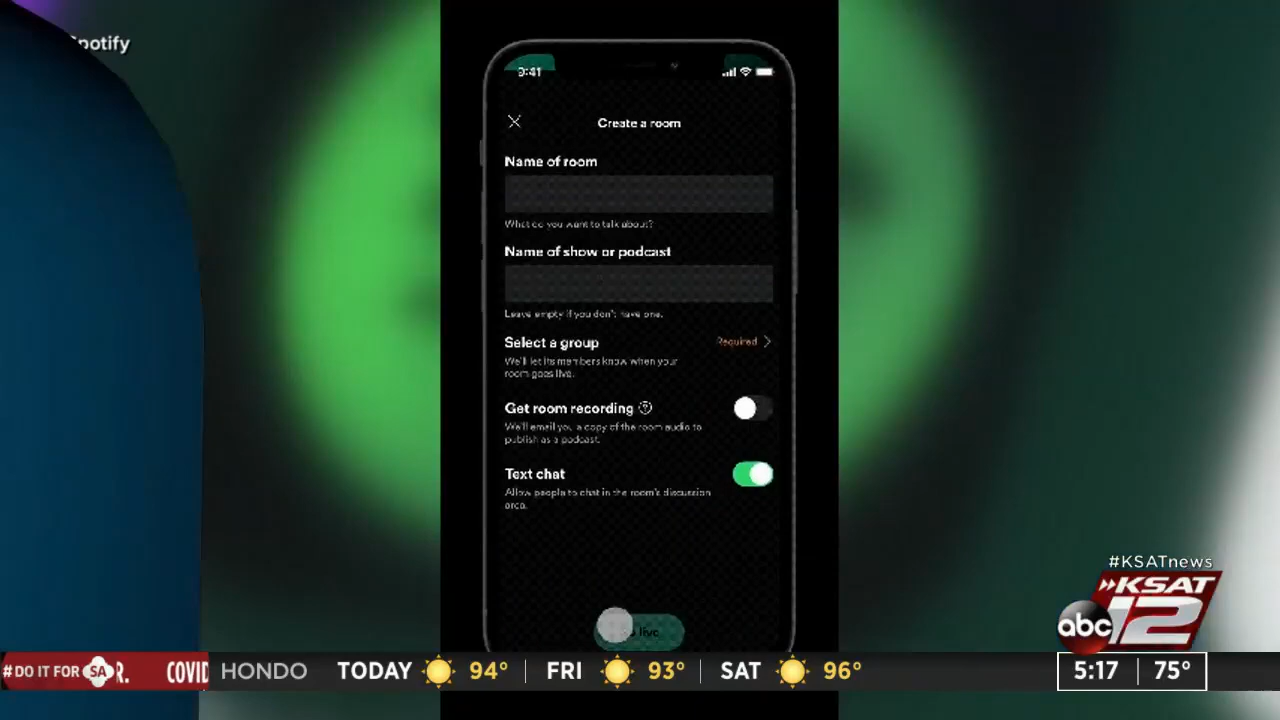 potify
9:41
Create a room
Name of room
What do you want to talk about?
Name of show or podcast
Leave empty if you don't have one.
Select a group
Required
We'll let its members know when your
room goes live.
Get room recording
We'll email you a copy of the room audio to
publish as a podcast.
Text chat
Allow people to chat in the room's discussion
area.
live
#KSATnews
KSAT
abc 12
#DO IT FOR SA R. COVID HONDO TODAY 94° FRI 93° SAT 96° 5:17 75°